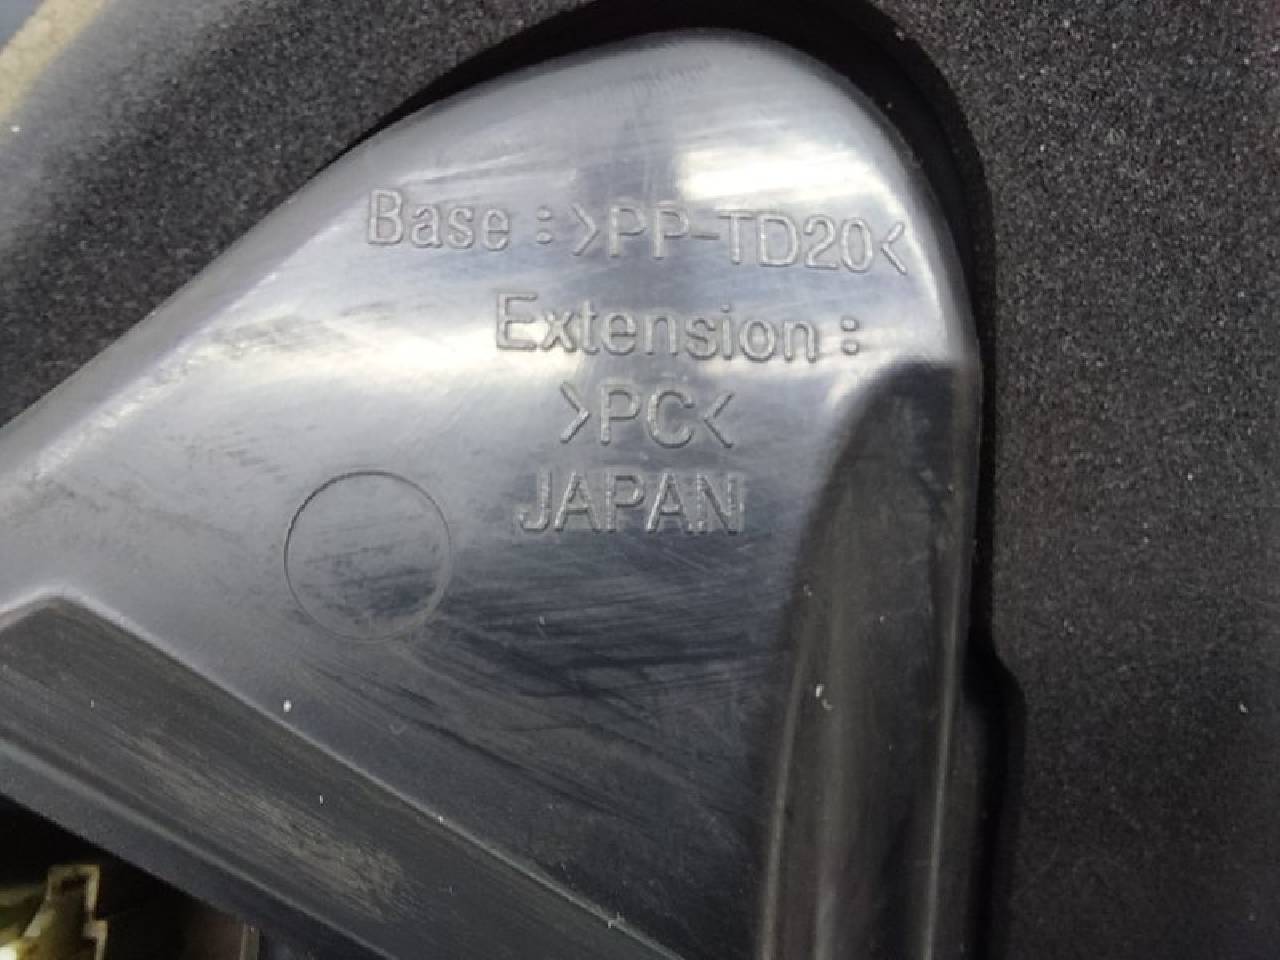 Base : >PP-TD20<
Extension :
>PC<
JAPAN